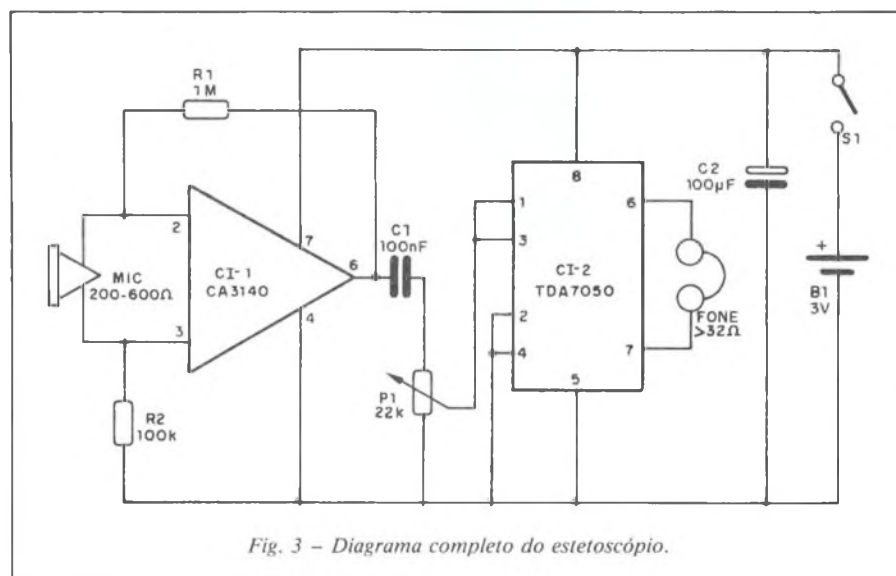 R1
1M
2
3
MIC
200-600Ω
CI-1
CA3140
7
6
4
C1
100nF
R2
100k
P1
22k
1
3
2
4
8
6
7
5
CI-2
TDA7050
FONE
>32Ω
C2
100µF
S1
+
B1
3V
Fig. 3 – Diagrama completo do estetoscópio.